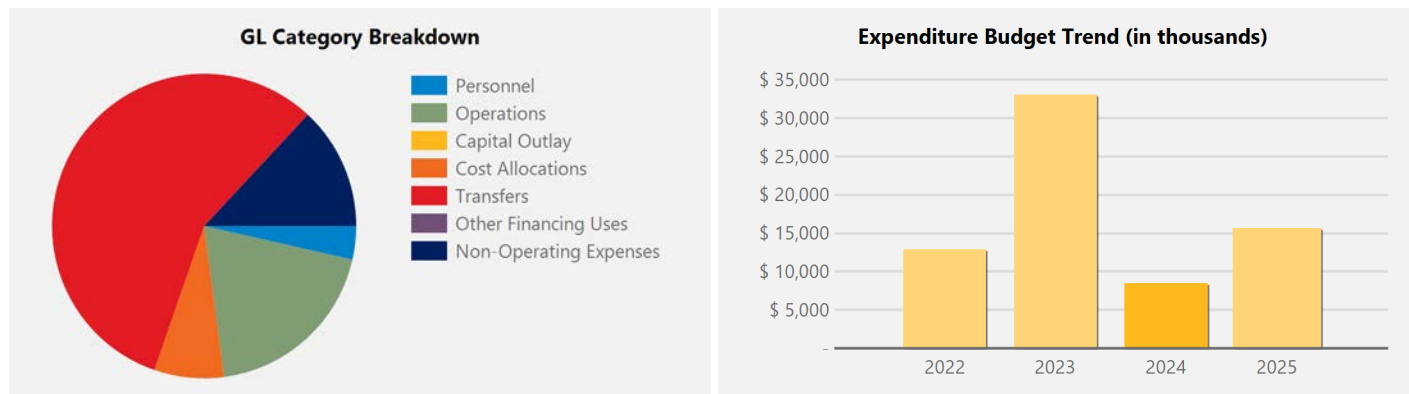 GL Category Breakdown
Personnel
Operations
Capital Outlay
Cost Allocations
Transfers
Other Financing Uses
Non-Operating Expenses
Expenditure Budget Trend (in thousands)
$ 35,000
$ 30,000
$ 25,000
$ 20,000
$ 15,000
$ 10,000
$ 5,000
-
2022 2023 2024 2025